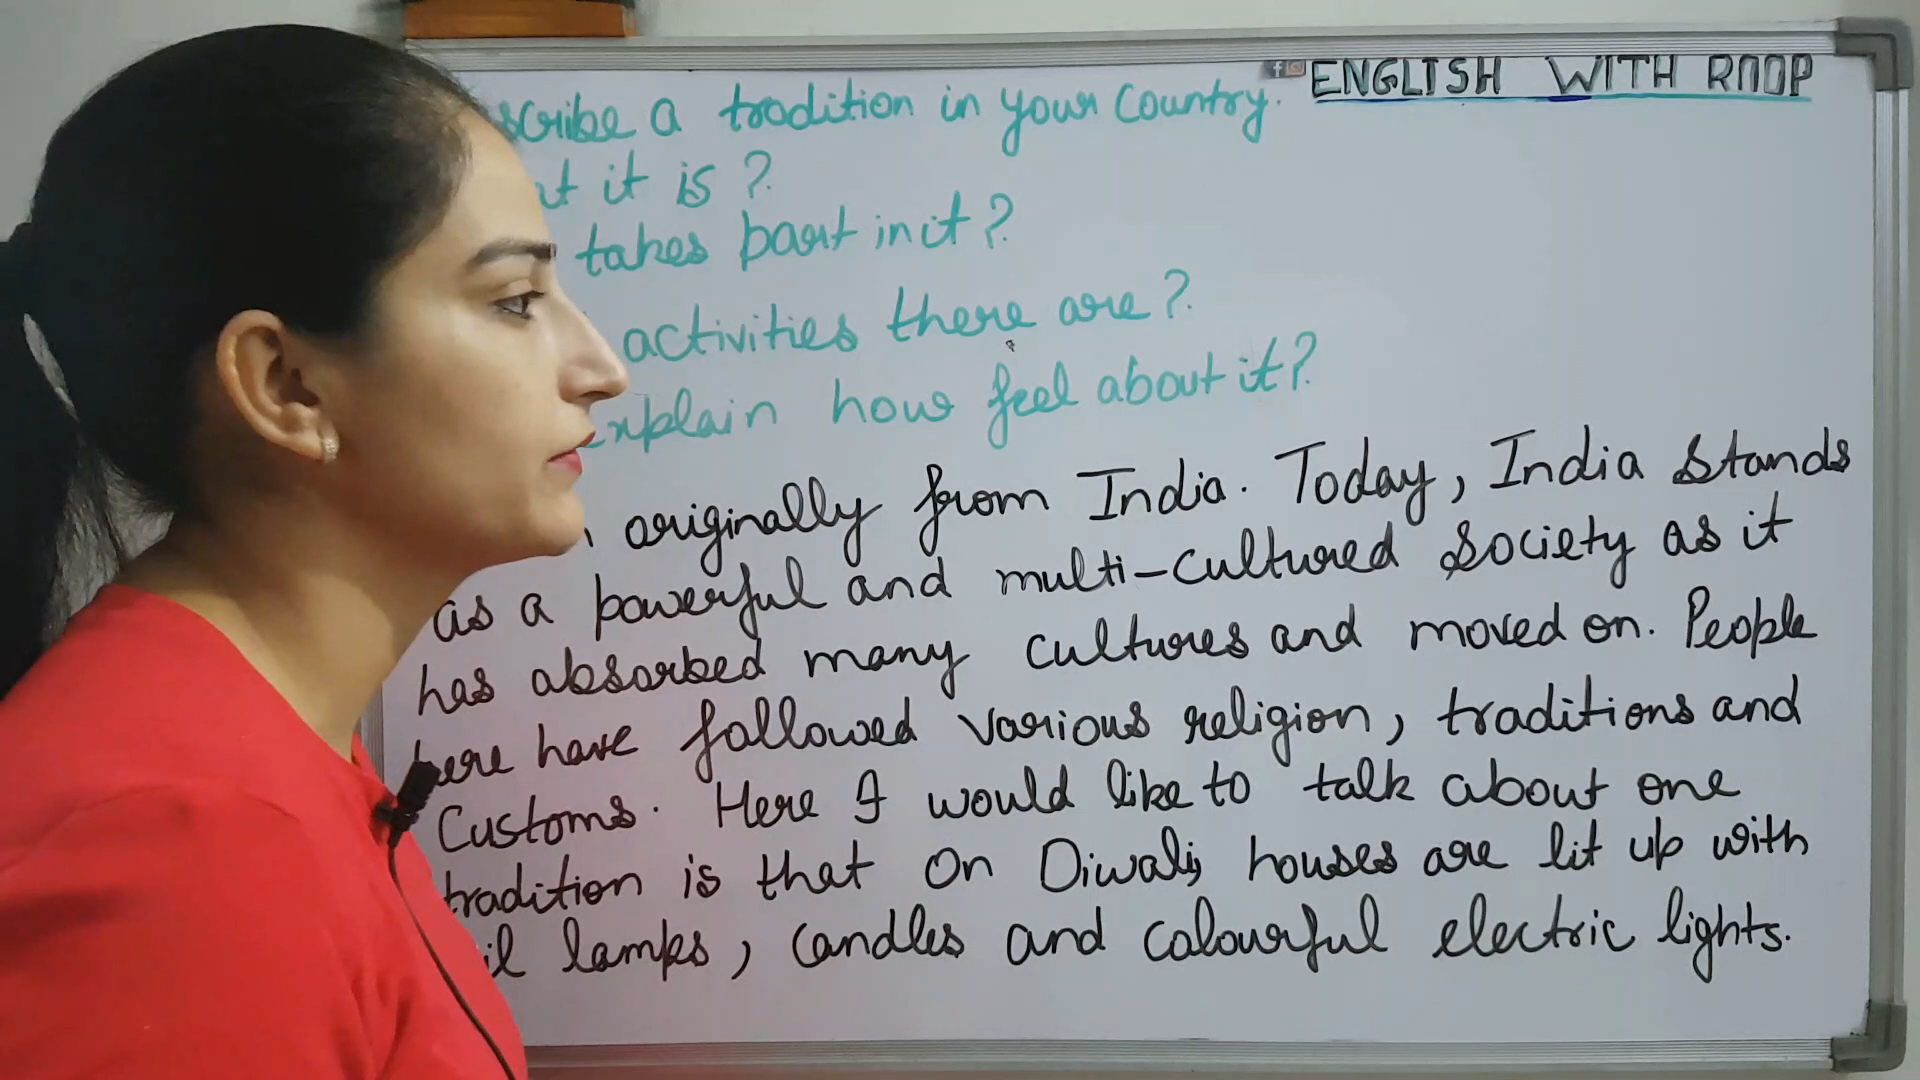 ENGLISH WITH ROOP
scribe a tradition in your Country.
it is ?
takes part in it ?
activities there are ?
explain how feel about it ?
originally from India. Today, India stands
as a powerful and multi-cultured society as it
has absorbed many cultures and moved on. People
here have followed various religion, traditions and
Customs. Here I would like to talk about one
tradition is that on Diwali, houses are lit up with
lamps, candles and colourful electric lights.